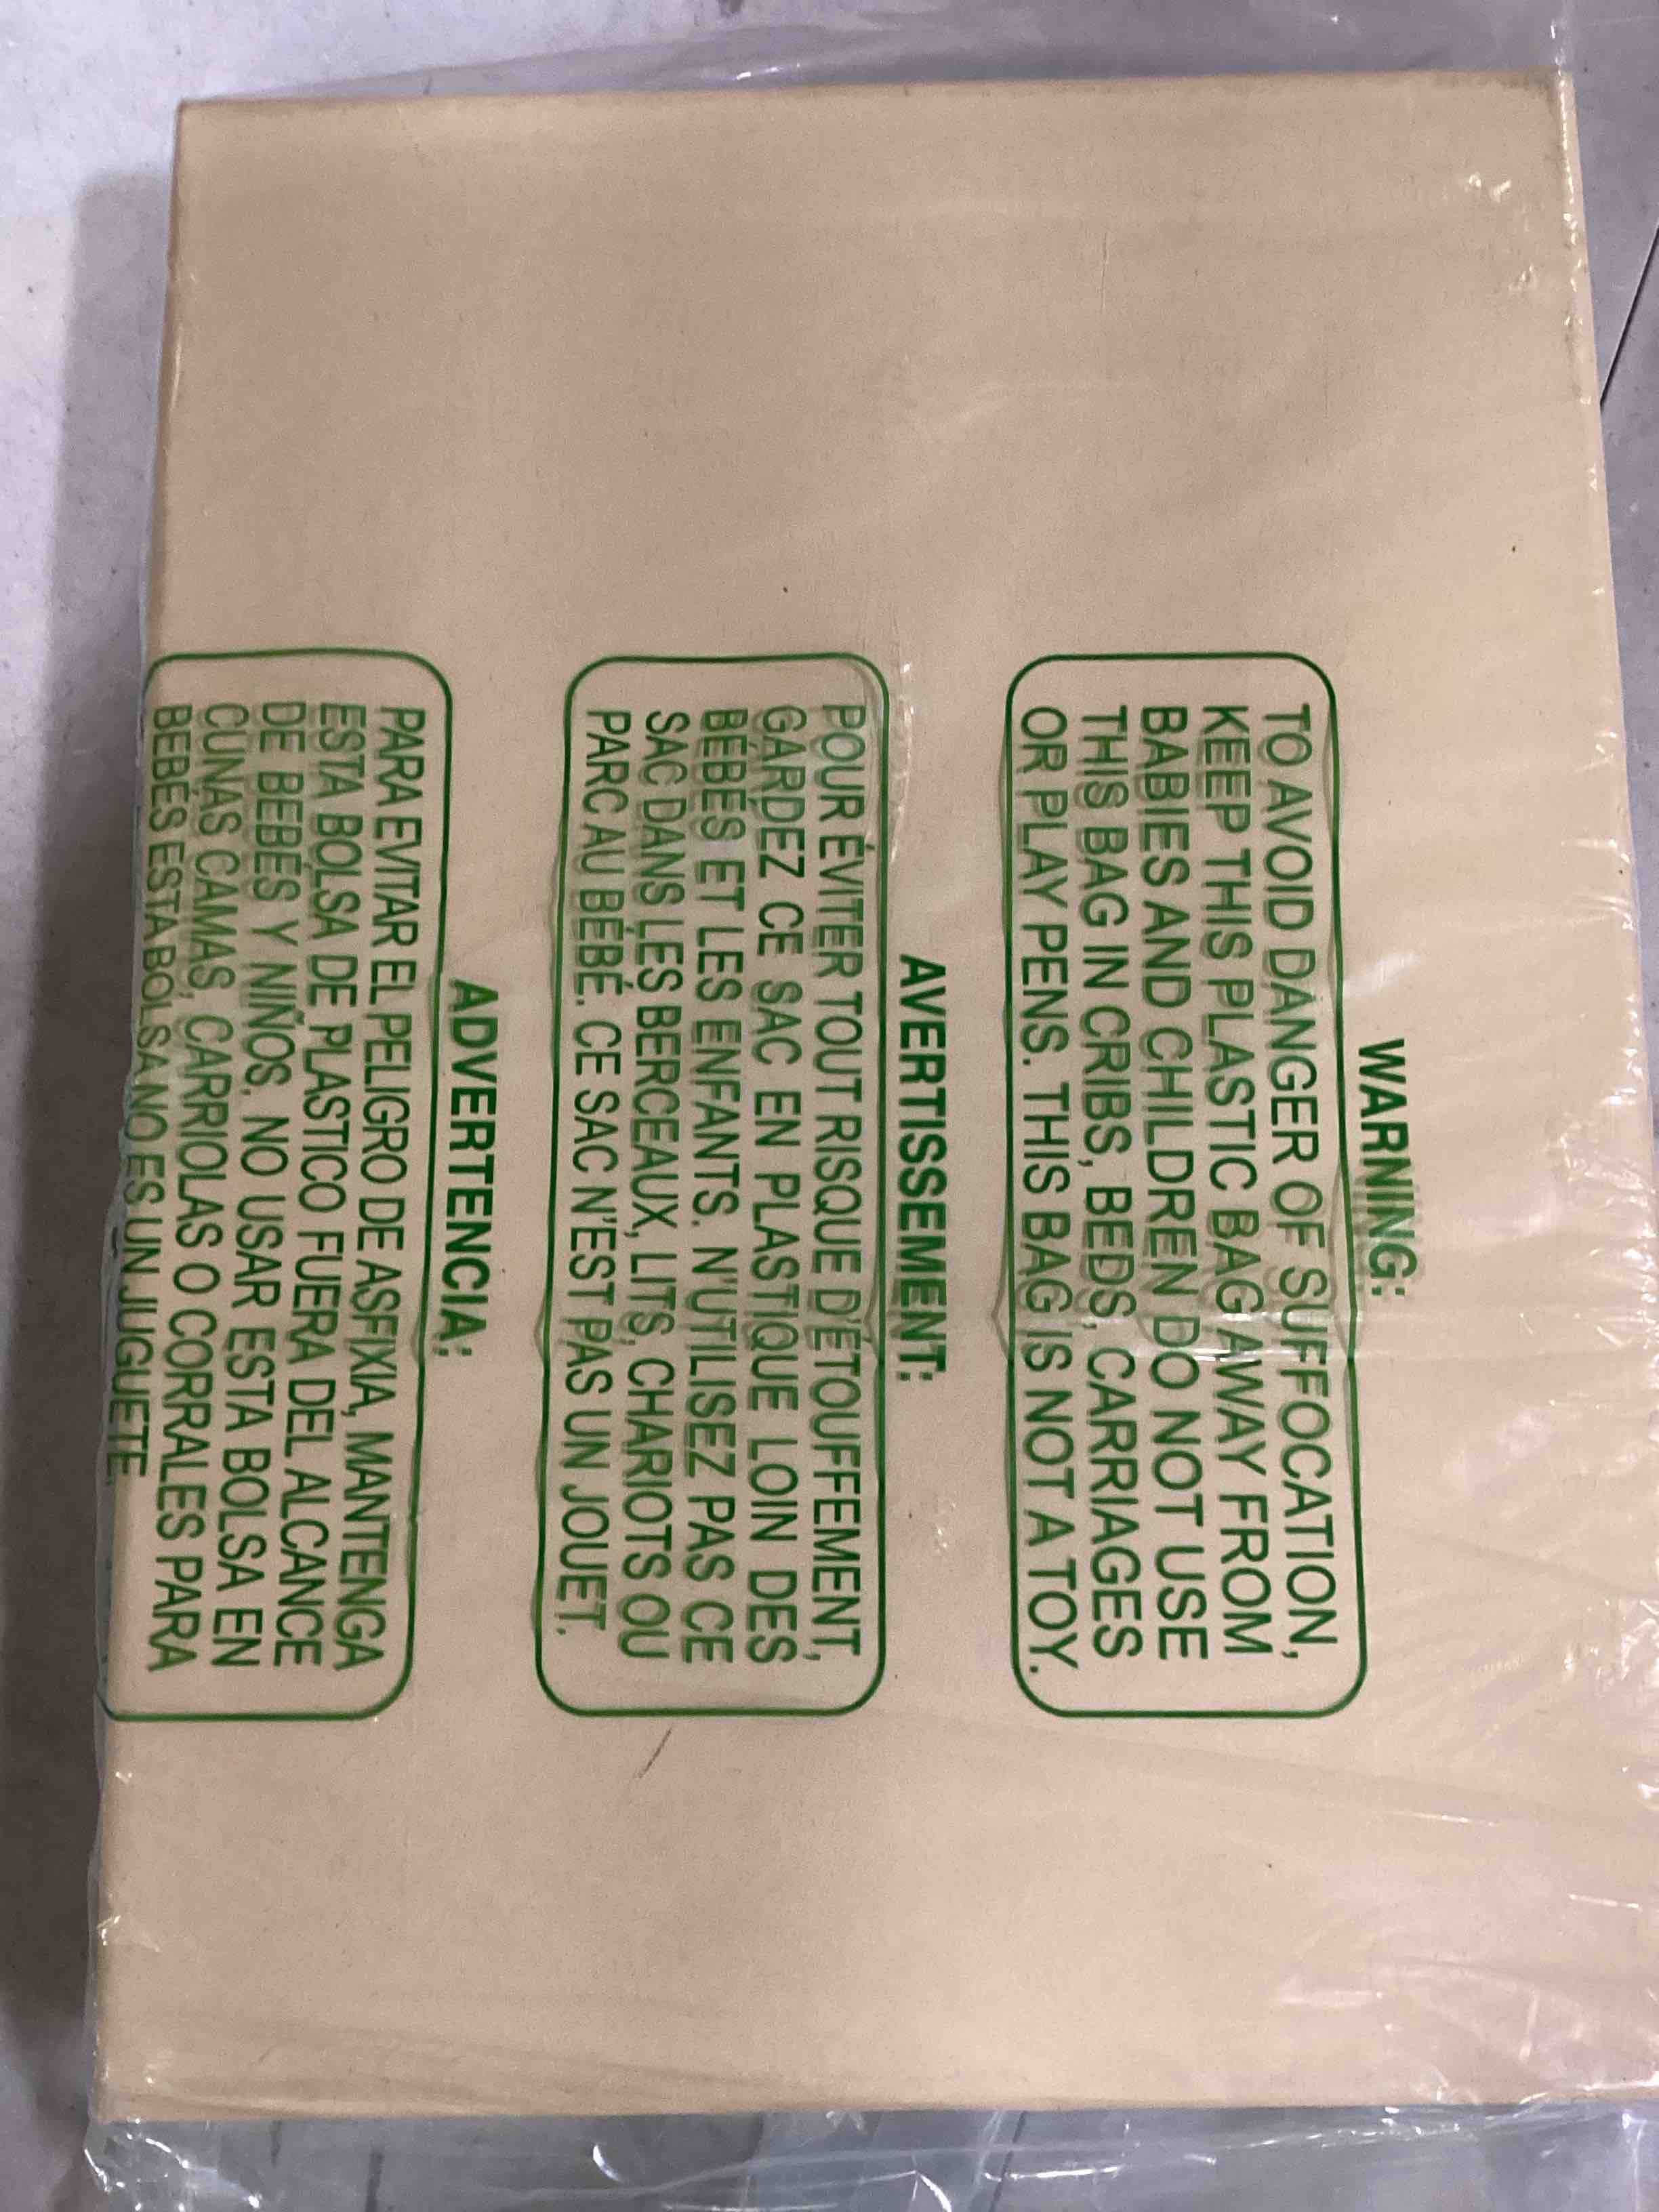 WARNING:
TO AVOID DANGER OF SUFFOCATION,
KEEP THIS PLASTIC BAG AWAY FROM
BABIES AND CHILDREN DO NOT USE
THIS BAG IN CRIBS, BEDS, CARRIAGES
OR PLAY PENS. THIS BAG IS NOT A TOY.
AVERTISSEMENT:
POUR ÉVITER TOUT RISQUE D'ÉTOUFFEMENT,
GARDEZ CE SAC EN PLASTIQUE LOIN DES
BÉBÉS ET LES ENFANTS. N'UTILISEZ PAS CE
SAC DANS LES BERCEAUX, LITS, CHARIOTS OU
PARC AU BÉBÉ. CE SAC N'EST PAS UN JOUET.
ADVERTENCIA:
PARA EVITAR EL PELIGRO DE ASFIXIA, MANTENGA
ESTA BOLSA DE PLASTICO FUERA DEL ALCANCE
DE BEBÉS Y NIÑOS. NO USAR ESTA BOLSA EN
CUNAS CAMAS, CARRIOLAS O CORRALES PARA
BEBÉS ESTA BOLSA NO ES UN JUGUETE.